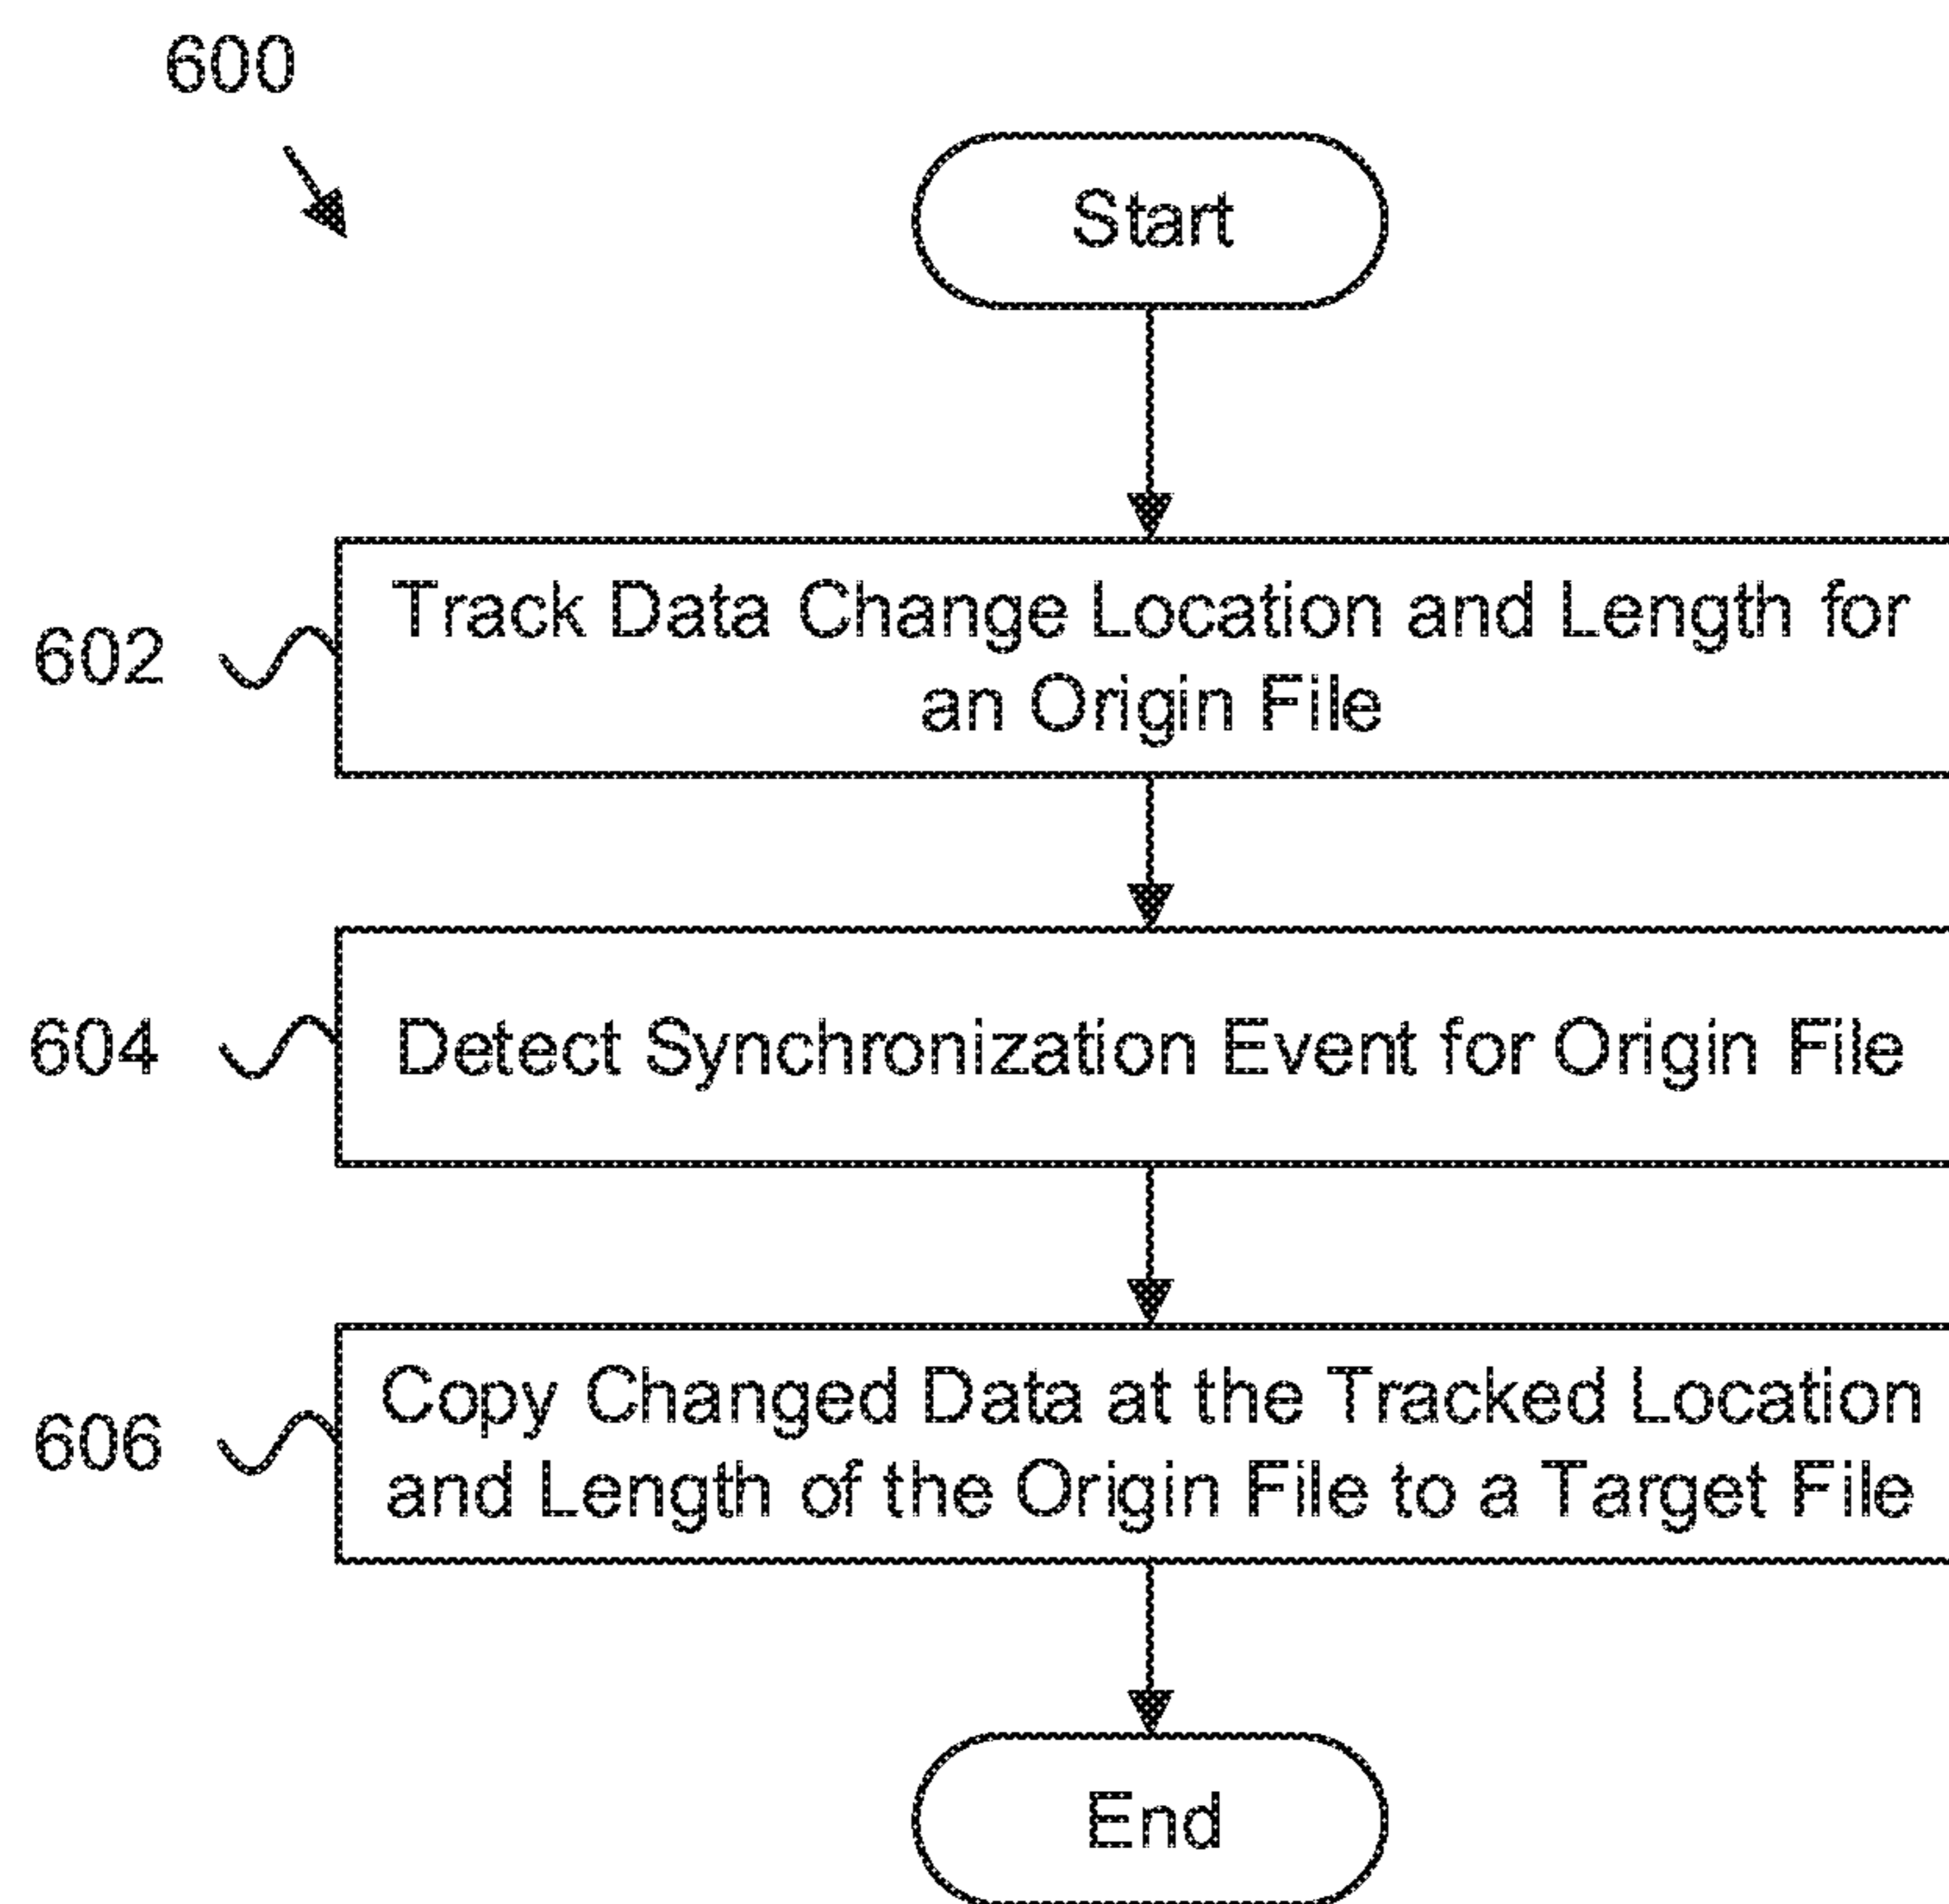 600
Start
602
Track Data Change Location and Length for
an Origin File
604
Detect Synchronization Event for Origin File
606
Copy Changed Data at the Tracked Location
and Length of the Origin File to a Target File
End